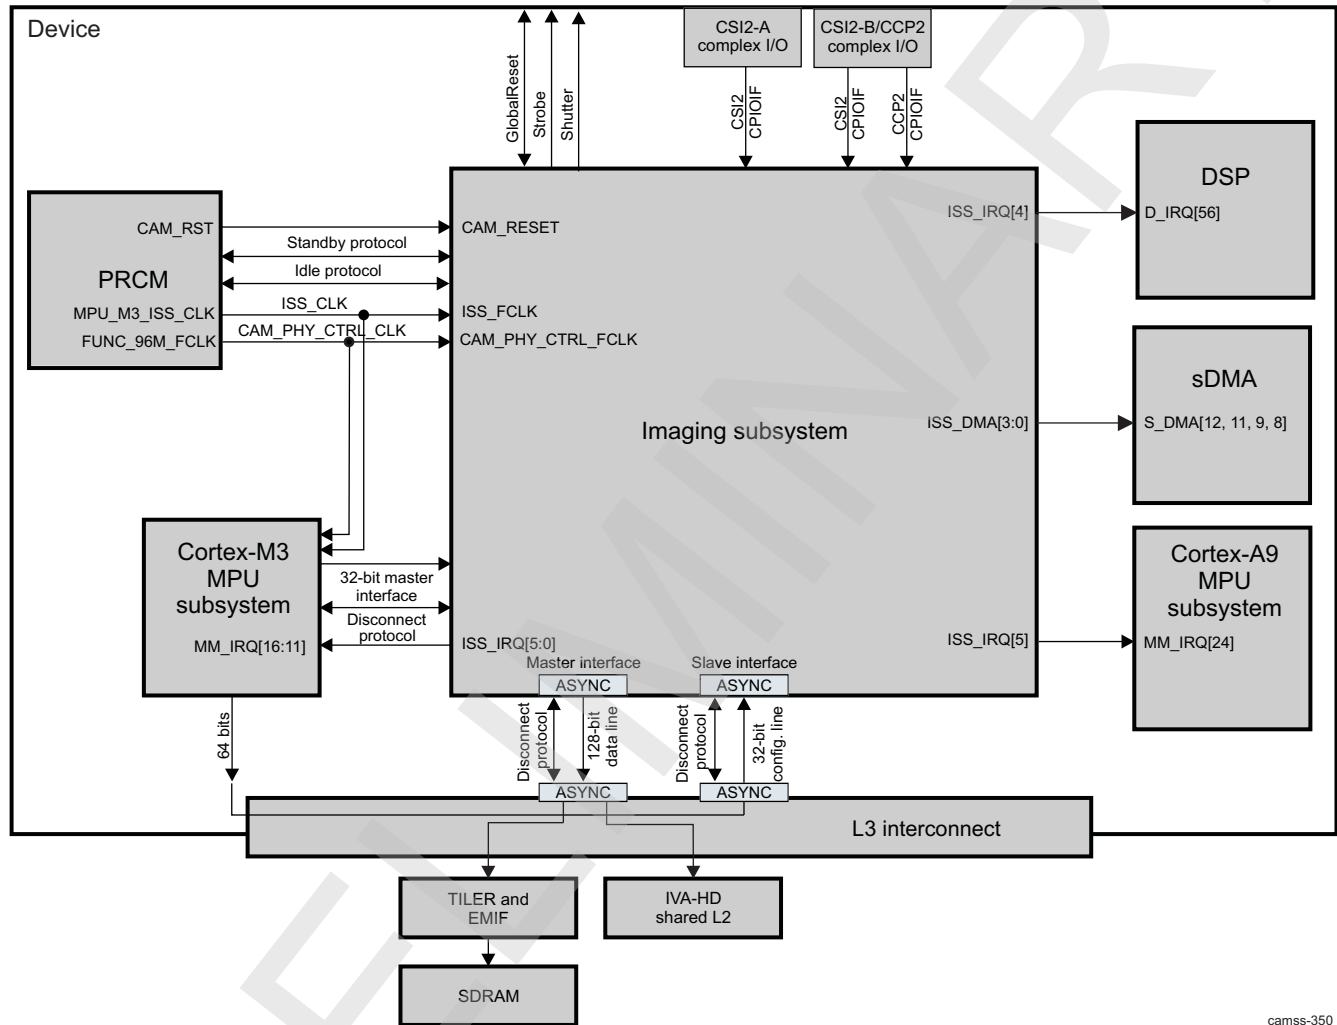 Device
GlobalReset
Strobe
Shutter
CSI2-A
complex I/O
CSI2-B/CCP2
complex I/O
CSI2
CPIOIF
CSI2
CPIOIF
CCP2
CPIOIF
DSP
D_IRQ[56]
ISS_IRQ[4]
CAM_RST
CAM_RESET
Standby protocol
PRCM
Idle protocol
MPU_M3_ISS_CLK
ISS_CLK
ISS_FCLK
FUNC_96M_FCLK
CAM_PHY_CTRL_CLK
CAM_PHY_CTRL_FCLK
sDMA
Imaging subsystem
ISS_DMA[3:0]
S_DMA[12, 11, 9, 8]
Cortex-M3
MPU
subsystem
MM_IRQ[16:11]
32-bit master
interface
Disconnect
protocol
ISS_IRQ[5:0]
Cortex-A9
MPU
subsystem
ISS_IRQ[5]
MM_IRQ[24]
Master interface
Slave interface
ASYNC
ASYNC
64 bits
Disconnect
protocol
128-bit
data line
Disconnect
protocol
32-bit
config. line
ASYNC
ASYNC
L3 interconnect
TILER and
EMIF
IVA-HD
shared L2
SDRAM
camss-350